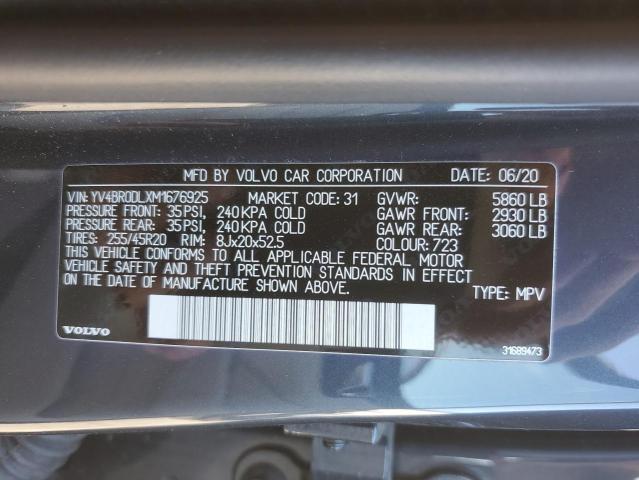 MFD BY VOLVO CAR CORPORATION DATE: 06/20
VIN:YV4BR0DLXM1676925 MARKET CODE: 31 GVWR: 5860 LB
PRESSURE FRONT: 35PSI, 240KPA COLD GAWR FRONT: 2930 LB
PRESSURE REAR: 35PSI, 240KPA COLD GAWR REAR: 3060 LB
TIRES: 255/45R20 RIM: 8Jx20x52.5 COLOUR: 723
THIS VEHICLE CONFORMS TO ALL APPLICABLE FEDERAL MOTOR
VEHICLE SAFETY AND THEFT PREVENTION STANDARDS IN EFFECT
ON THE DATE OF MANUFACTURE SHOWN ABOVE.
TYPE: MPV
VOLVO 31689473